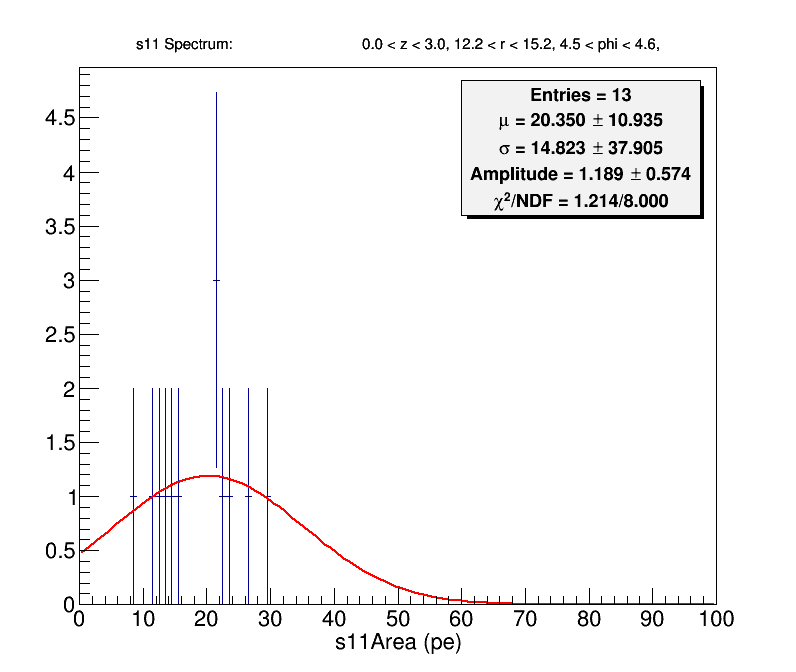 s11 Spectrum: 0.0 < z < 3.0, 12.2 < r < 15.2, 4.5 < phi < 4.6,
Entries = 13
μ = 20.350 ± 10.935
σ = 14.823 ± 37.905
Amplitude = 1.189 ± 0.574
χ²/NDF = 1.214/8.000
4.5
4
3.5
3
2.5
2
1.5
1
0.5
0
0 10 20 30 40 50 60 70 80 90 100
s11Area (pe)